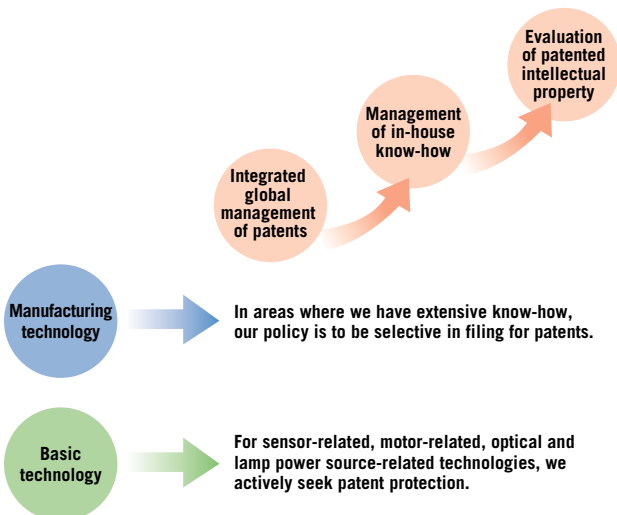 Evaluation
of patented
intellectual
property
Management
of in-house
know-how
Integrated
global
management
of patents
Manufacturing
technology
In areas where we have extensive know-how,
our policy is to be selective in filing for patents.
Basic
technology
For sensor-related, motor-related, optical and
lamp power source-related technologies, we
actively seek patent protection.